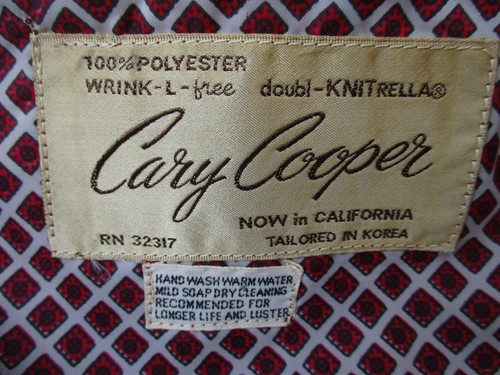 100% POLYESTER
WRINK-L-free doubl-KNITRELLA®
Cary Cooper
NOW in CALIFORNIA
RN 32317 TAILORED IN KOREA
HAND WASH WARM WATER
MILD SOAP DRY CLEANING
RECOMMENDED FOR
LONGER LIFE AND LUSTER